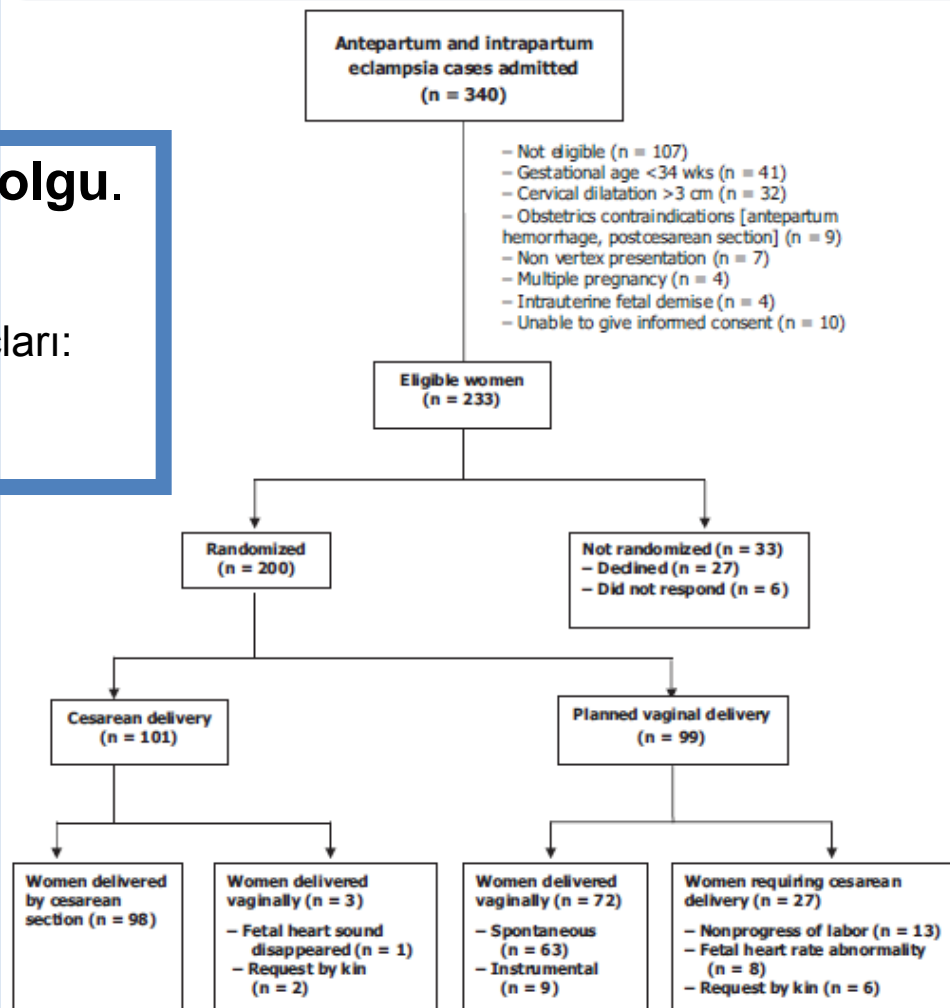 Antepartum and intrapartum
eclampsia cases admitted
(n = 340)
olgu.
ları:
– Not eligible (n = 107)
– Gestational age <34 wks (n = 41)
– Cervical dilatation >3 cm (n = 32)
– Obstetrics contraindications [antepartum
hemorrhage, postcesarean section] (n = 9)
– Non vertex presentation (n = 7)
– Multiple pregnancy (n = 4)
– Intrauterine fetal demise (n = 4)
– Unable to give informed consent (n = 10)
Eligible women
(n = 233)
Randomized
(n = 200)
Not randomized (n = 33)
– Declined (n = 27)
– Did not respond (n = 6)
Cesarean delivery
(n = 101)
Planned vaginal delivery
(n = 99)
Women delivered
by cesarean
section (n = 98)
Women delivered
vaginally (n = 3)
– Fetal heart sound
disappeared (n = 1)
– Request by kin
(n = 2)
Women delivered
vaginally (n = 72)
– Spontaneous
(n = 63)
– Instrumental
(n = 9)
Women requiring cesarean
delivery (n = 27)
– Nonprogress of labor (n = 13)
– Fetal heart rate abnormality
(n = 8)
– Request by kin (n = 6)